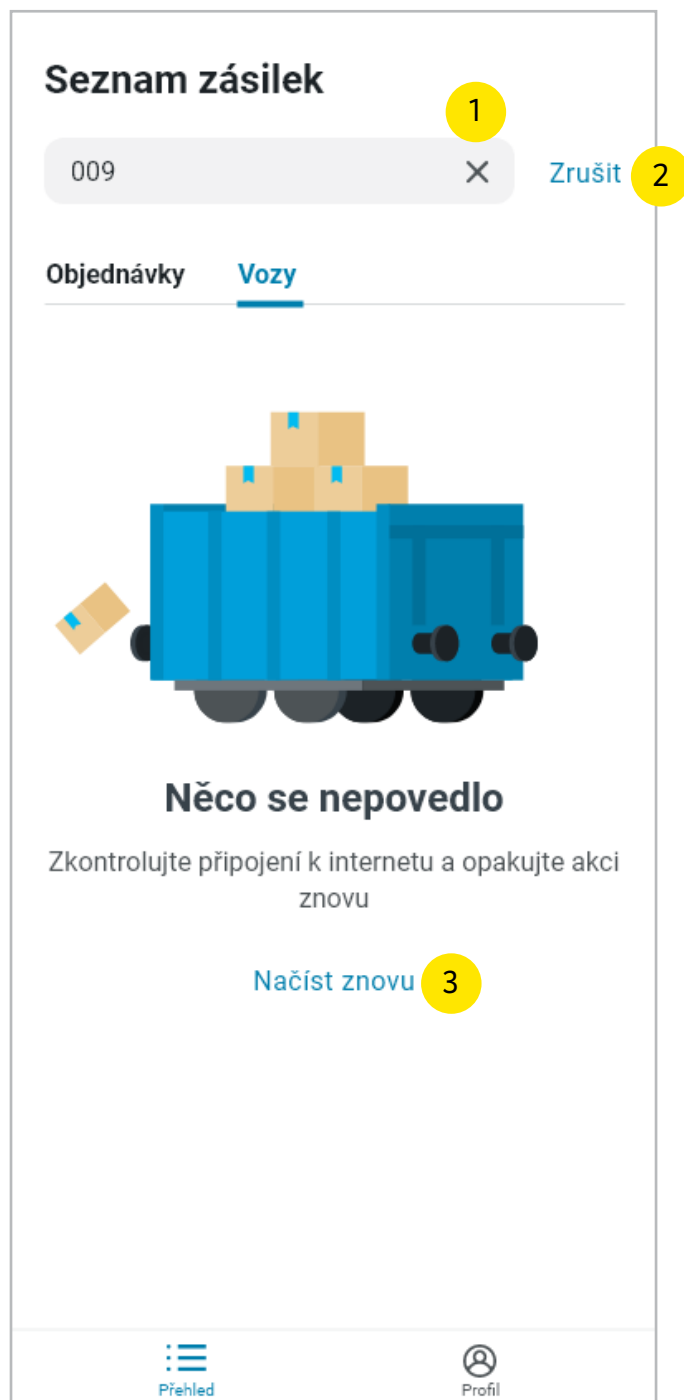 Seznam zásilek
1
009
Zrušit 2
Objednávky Vozy
Něco se nepovedlo
Zkontrolujte připojení k internetu a opakujte akci
znovu
Načíst znovu 3
Přehled Profil